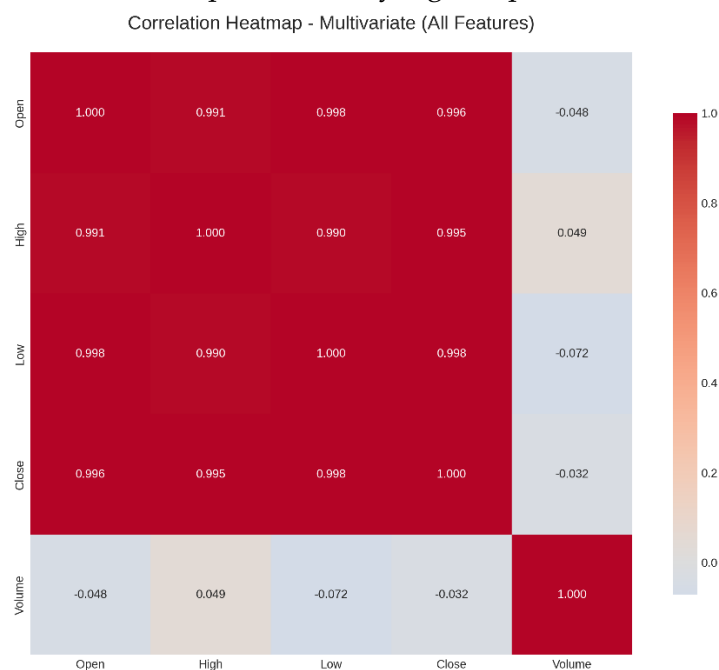 Correlation Heatmap - Multivariate (All Features)
Open 1.000 0.991 0.998 0.996 -0.048
High 0.991 1.000 0.990 0.995 0.049
Low 0.998 0.990 1.000 0.998 -0.072
Close 0.996 0.995 0.998 1.000 -0.032
Volume -0.048 0.049 -0.072 -0.032 1.000
Open High Low Close Volume
1.0
0.8
0.6
0.4
0.2
0.0